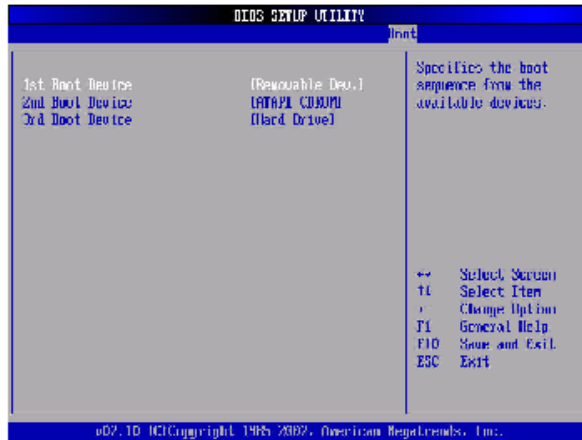 BIOS SETUP UTILITY
Boot
1st Boot Device [Removable Dev.]
2nd Boot Device [ATAPI CDROM]
3rd Boot Device [Hard Drive]
Specifies the boot
sequence from the
available devices.
↔ Select Screen
↑↓ Select Item
Change Option
F1 General Help
F10 Save and Exit
ESC Exit
v02.10 (C)Copyright 1985-2002, American Megatrends, Inc.